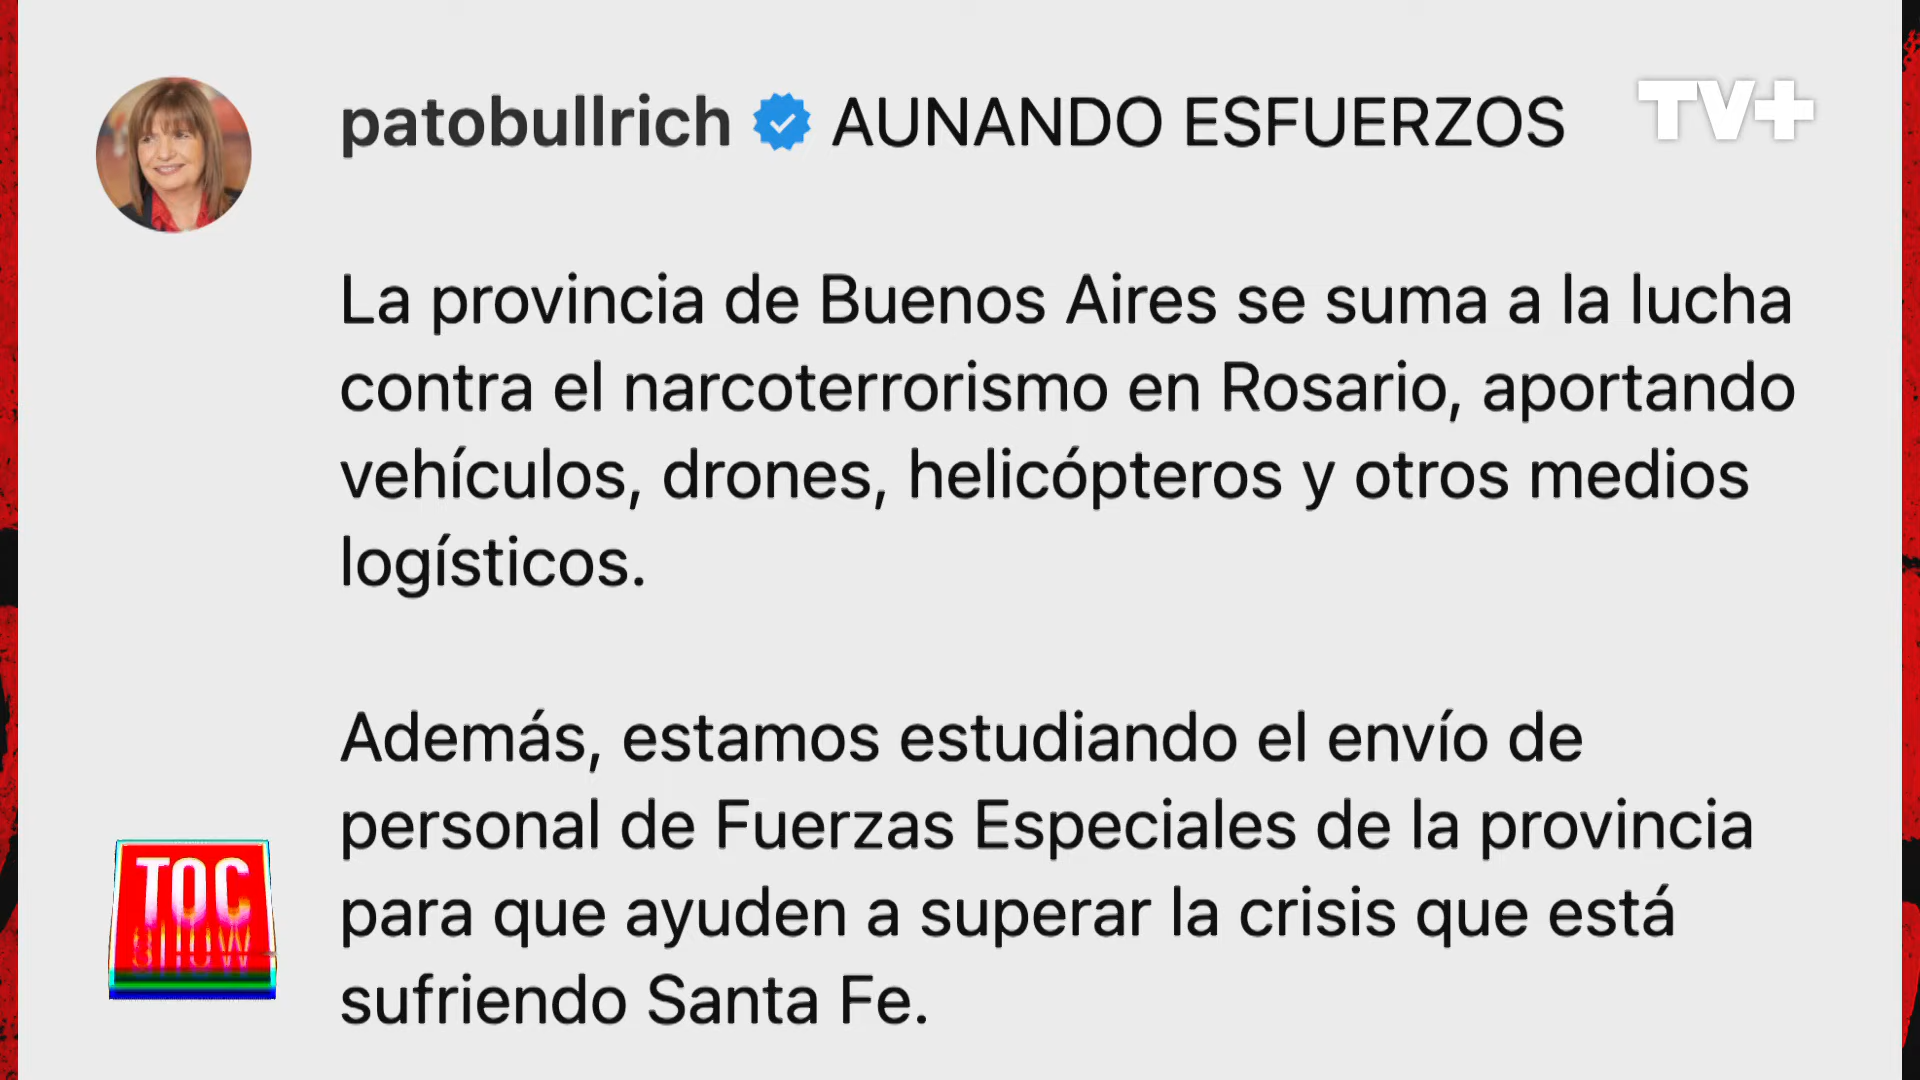 patobullrich AUNANDO ESFUERZOS
TV+
La provincia de Buenos Aires se suma a la lucha
contra el narcoterrorismo en Rosario, aportando
vehículos, drones, helicópteros y otros medios
logísticos.
Además, estamos estudiando el envío de
personal de Fuerzas Especiales de la provincia
para que ayuden a superar la crisis que está
sufriendo Santa Fe.
TOC
SHOW